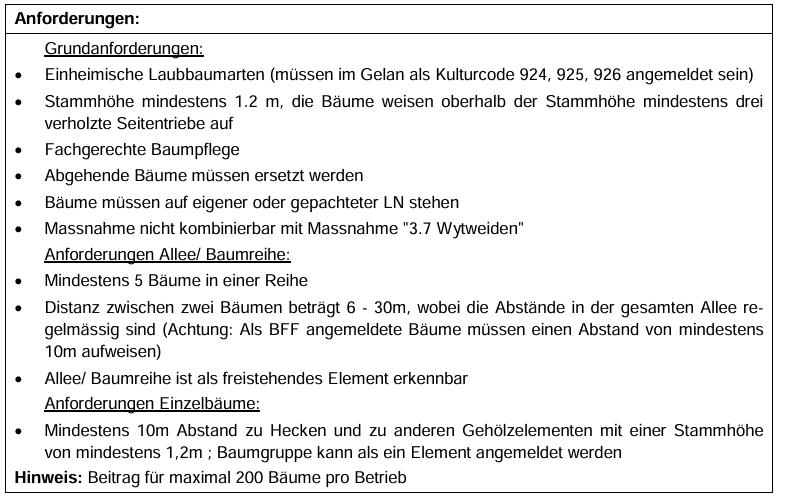 Anforderungen:
Grundanforderungen:
• Einheimische Laubbaumarten (müssen im Gelan als Kulturcode 924, 925, 926 angemeldet sein)
• Stammhöhe mindestens 1.2 m, die Bäume weisen oberhalb der Stammhöhe mindestens drei
verholzte Seitentriebe auf
• Fachgerechte Baumpflege
• Abgehende Bäume müssen ersetzt werden
• Bäume müssen auf eigener oder gepachteter LN stehen
• Massnahme nicht kombinierbar mit Massnahme "3.7 Wytweiden"
Anforderungen Allee/ Baumreihe:
• Mindestens 5 Bäume in einer Reihe
• Distanz zwischen zwei Bäumen beträgt 6 - 30m, wobei die Abstände in der gesamten Allee re-
gelmässig sind (Achtung: Als BFF angemeldete Bäume müssen einen Abstand von mindestens
10m aufweisen)
• Allee/ Baumreihe ist als freistehendes Element erkennbar
Anforderungen Einzelbäume:
• Mindestens 10m Abstand zu Hecken und zu anderen Gehölzelementen mit einer Stammhöhe
von mindestens 1,2m ; Baumgruppe kann als ein Element angemeldet werden
Hinweis: Beitrag für maximal 200 Bäume pro Betrieb